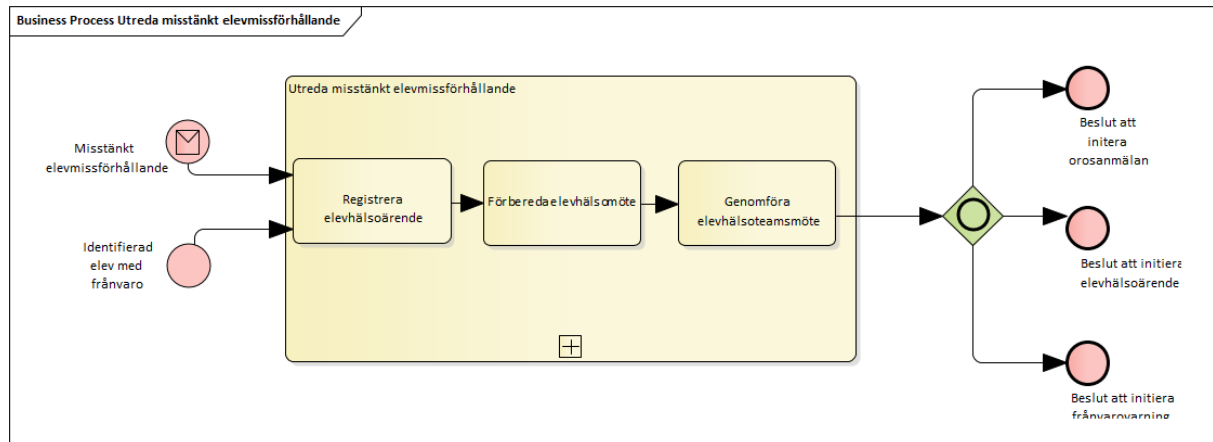 Business Process Utreda misstänkt elevmissförhållande
Utreda misstänkt elevmissförhållande
Misstänkt
elevmissförhållande
Identifierad
elev med
frånvaro
Registrera
elevhälsoärende
Förbereda elevhälsomöte
Genomföra
elevhälsoteamsmöte
Beslut att
initera
orosanmälan
Beslut att initiera
elevhälsoärende
Beslut att initiera
frånvarovarning